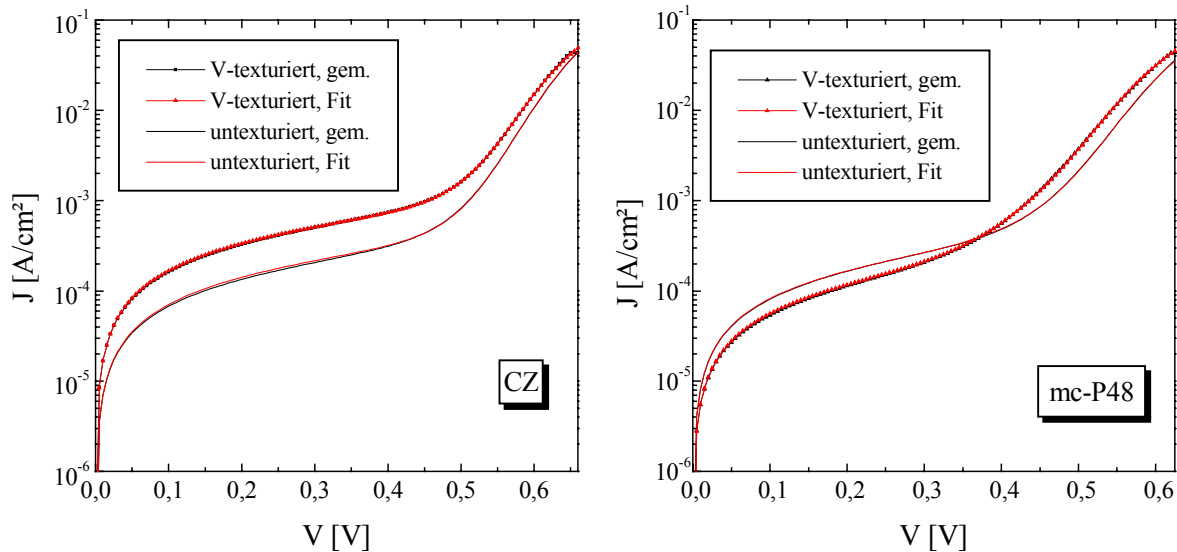 10⁻¹
10⁻²
10⁻³
10⁻⁴
10⁻⁵
10⁻⁶
J [A/cm²]
V-texturiert, gem.
V-texturiert, Fit
untexturiert, gem.
untexturiert, Fit
CZ
0,0 0,1 0,2 0,3 0,4 0,5 0,6
V [V]
10⁻¹
10⁻²
10⁻³
10⁻⁴
10⁻⁵
10⁻⁶
J [A/cm²]
V-texturiert, gem.
V-texturiert, Fit
untexturiert, gem.
untexturiert, Fit
mc-P48
0,0 0,1 0,2 0,3 0,4 0,5 0,6
V [V]